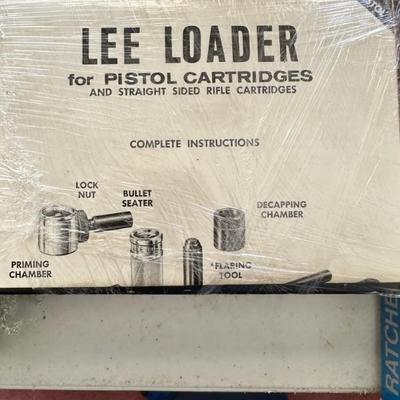 LEE LOADER
for PISTOL CARTRIDGES
AND STRAIGHT SIDED RIFLE CARTRIDGES
COMPLETE INSTRUCTIONS
LOCK
NUT
BULLET
SEATER
DECAPPING
CHAMBER
PRIMING
CHAMBER
*FLARING
TOOL
RATCHE